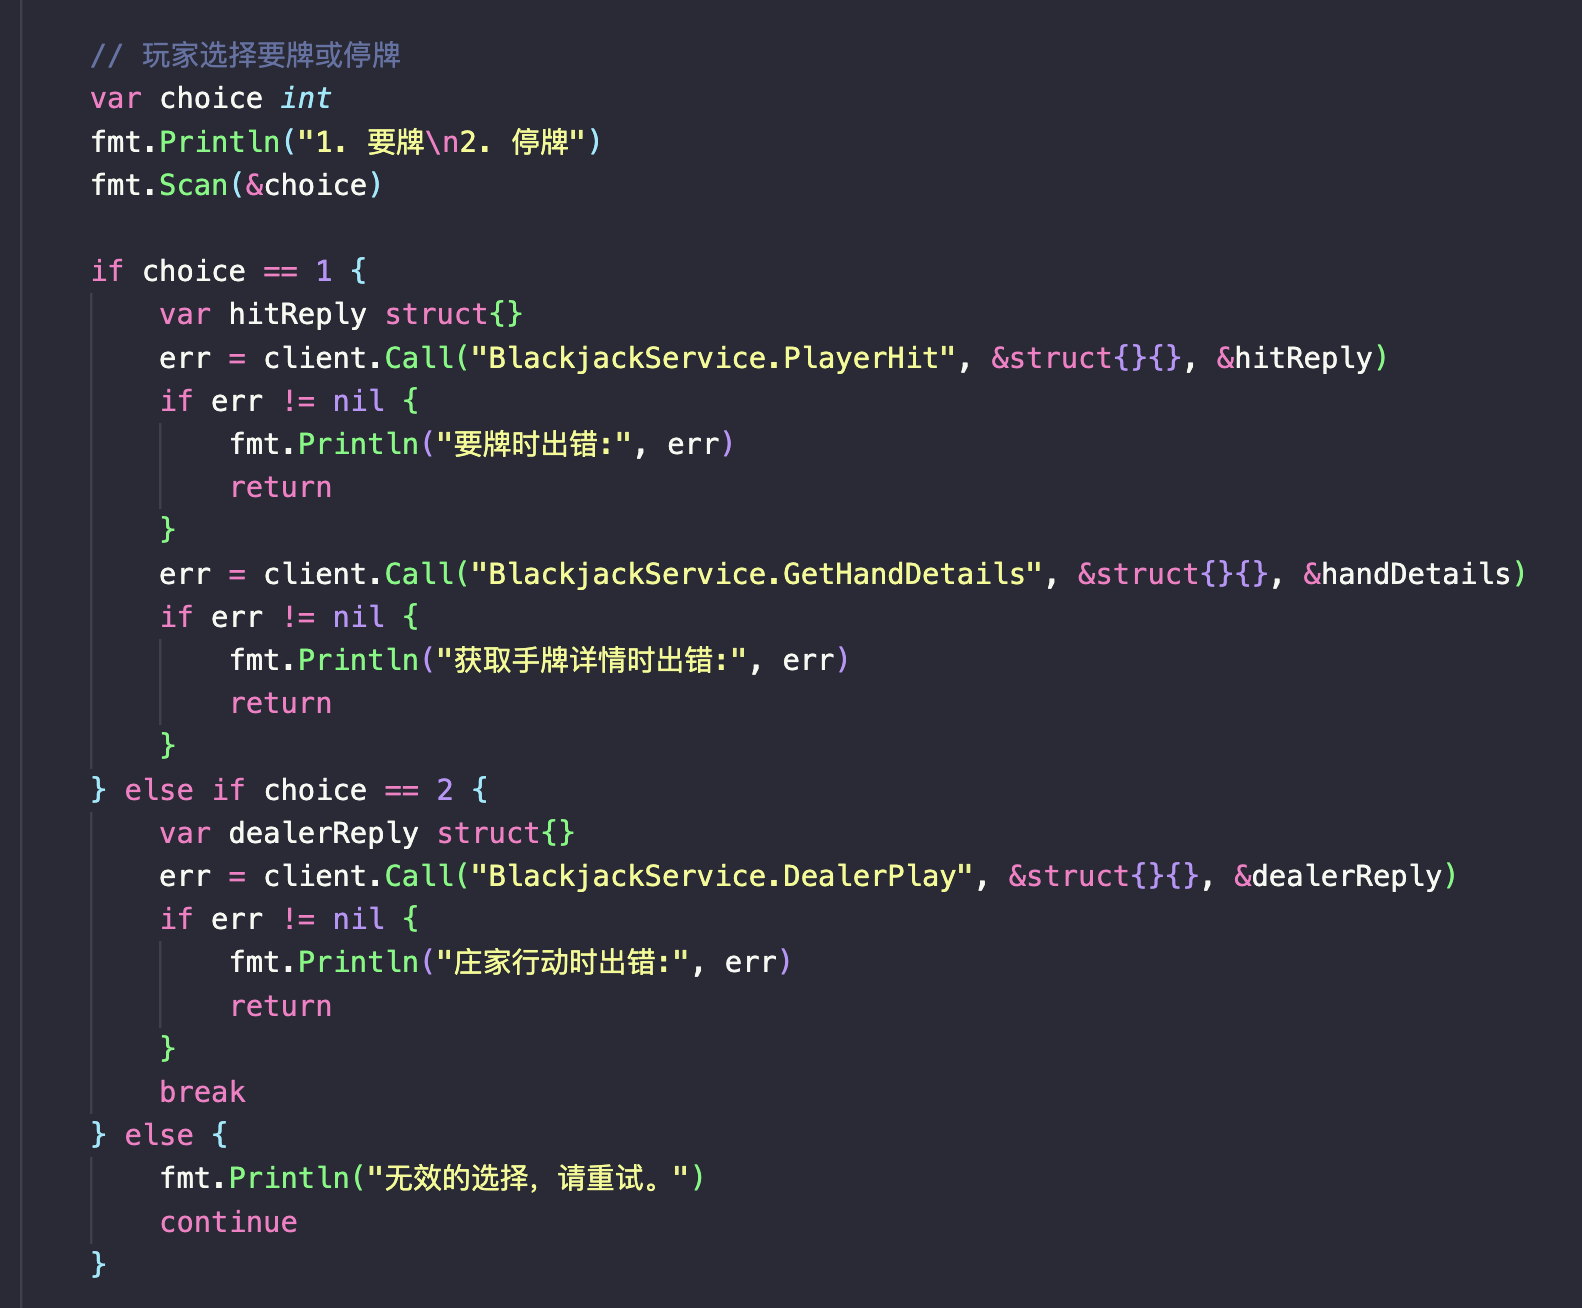 // 玩家选择要牌或停牌
var choice int
fmt.Println("1. 要牌\n2. 停牌")
fmt.Scan(&choice)
if choice == 1 {
var hitReply struct{}
err = client.Call("BlackjackService.PlayerHit", &struct{}{}, &hitReply)
if err != nil {
fmt.Println("要牌时出错:", err)
return
}
err = client.Call("BlackjackService.GetHandDetails", &struct{}{}, &handDetails)
if err != nil {
fmt.Println("获取手牌详情时出错:", err)
return
}
} else if choice == 2 {
var dealerReply struct{}
err = client.Call("BlackjackService.DealerPlay", &struct{}{}, &dealerReply)
if err != nil {
fmt.Println("庄家行动时出错:", err)
return
}
break
} else {
fmt.Println("无效的选择，请重试。")
continue
}